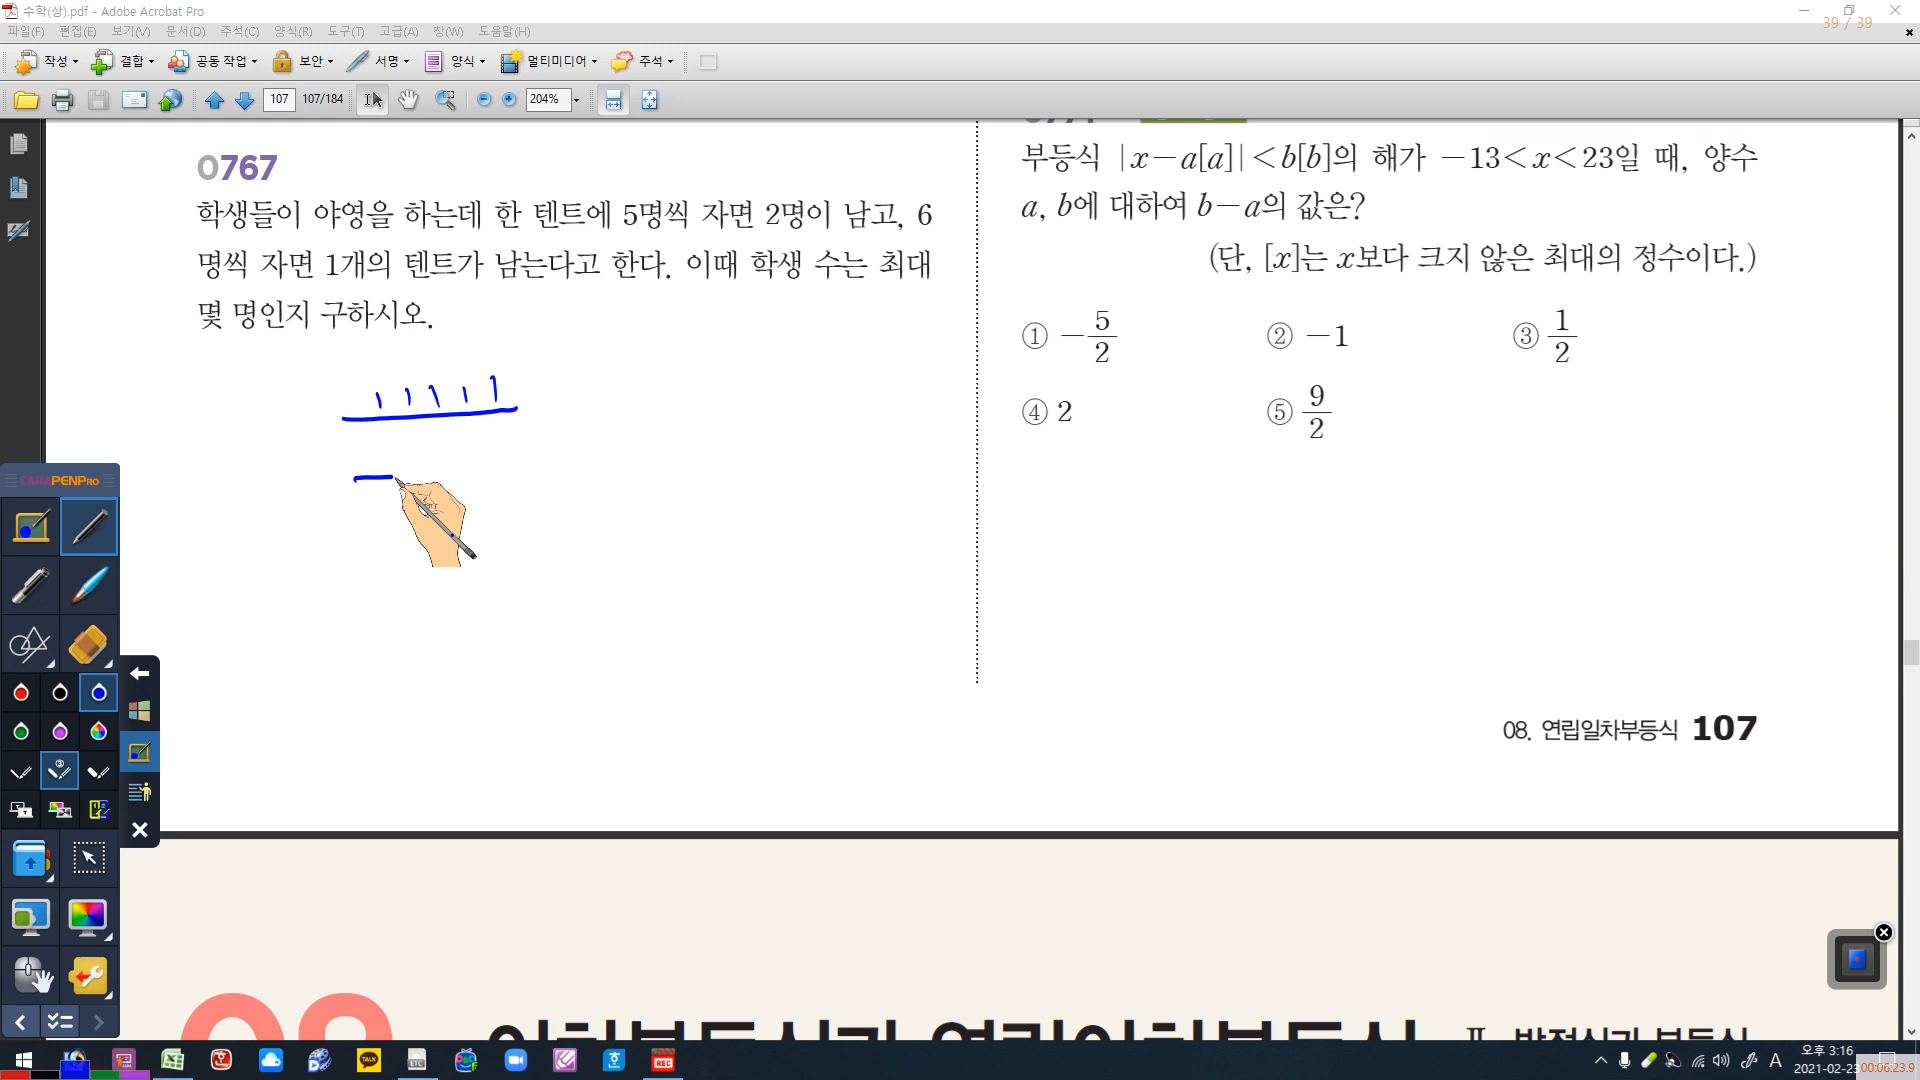 수학(상).pdf - Adobe Acrobat Pro
39 / 39
파일(F) 편집(E) 보기(V) 문서(D) 주석(C) 양식(R) 도구(T) 고급(A) 창(W) 도움말(H)
작성 결합 공동 작업 보안 서명 양식 멀티미디어 주석
107 107/184 204%
0767
학생들이 야영을 하는데 한 텐트에 5명씩 자면 2명이 남고, 6
명씩 자면 1개의 텐트가 남는다고 한다. 이때 학생 수는 최대
몇 명인지 구하시오.
부등식 |x-a[a]|<b[b]의 해가 -13<x<23일 때, 양수
a, b에 대하여 b-a의 값은?
(단, [x]는 x보다 크지 않은 최대의 정수이다.)
① -5/2 ② -1 ③ 1/2
④ 2 ⑤ 9/2
08. 연립일차부등식 107
CARAPENPRO
TALK
REC
A
오후 3:16
2021-02-23
00:06:23.9